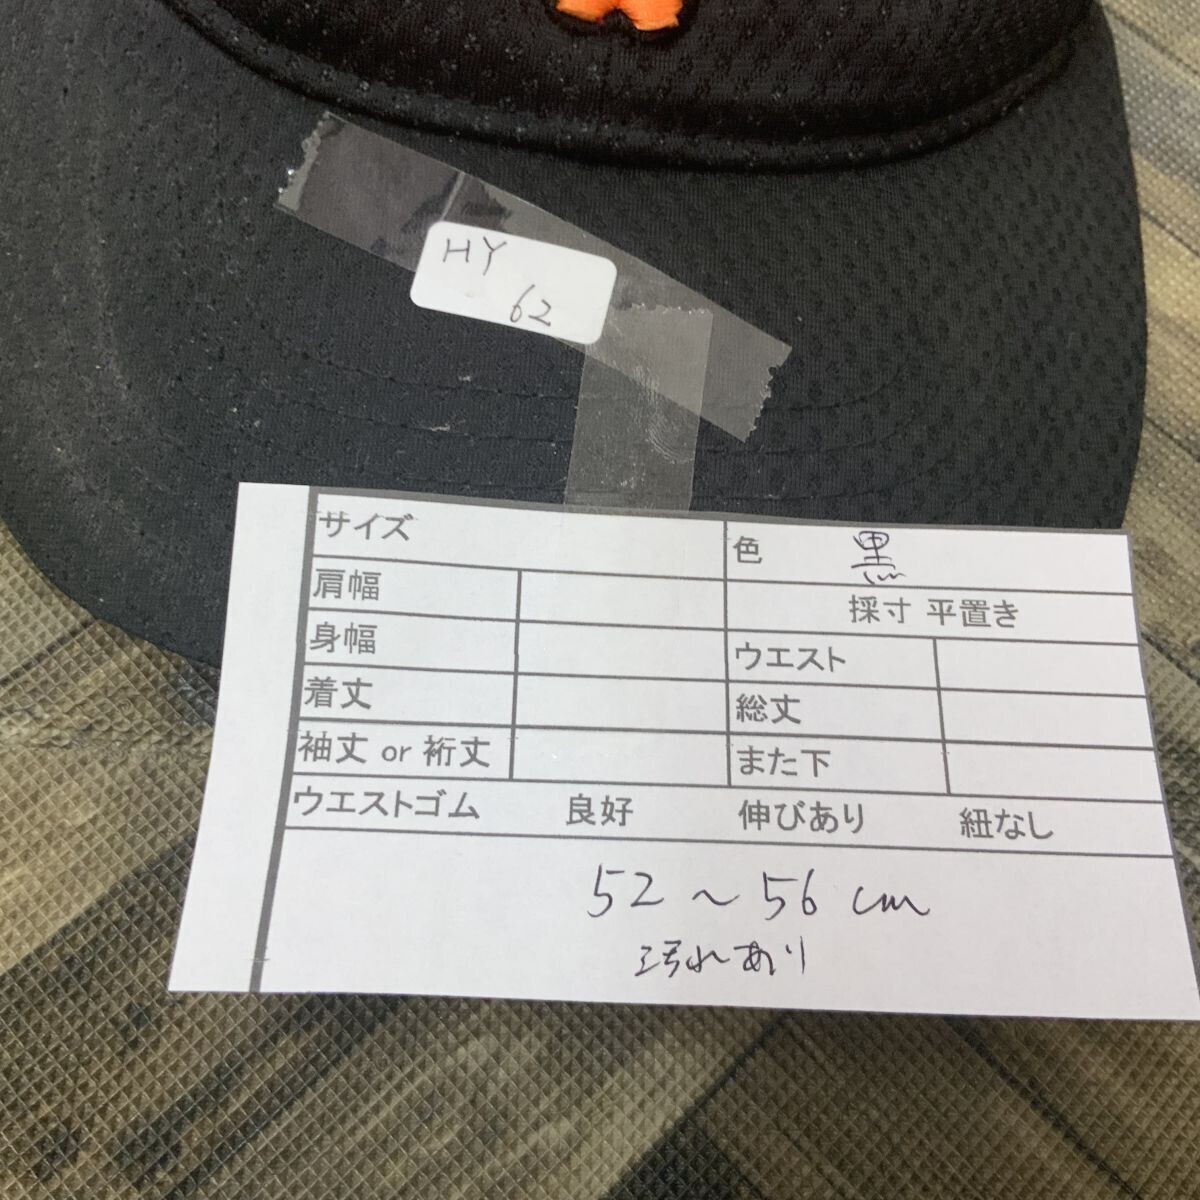 HY
62
サイズ
色 黒
肩幅
採寸 平置き
身幅
ウエスト
着丈
総丈
袖丈 or 裄丈
また下
ウエストゴム 良好 伸びあり 紐なし
52～56 cm
汚れあり